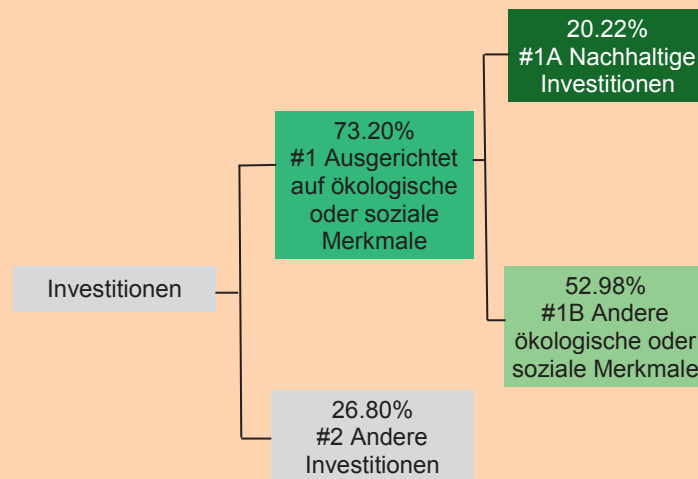 20.22%
#1A Nachhaltige
Investitionen
73.20%
#1 Ausgerichtet
auf ökologische
oder soziale
Merkmale
Investitionen
52.98%
#1B Andere
ökologische oder
soziale Merkmale
26.80%
#2 Andere
Investitionen